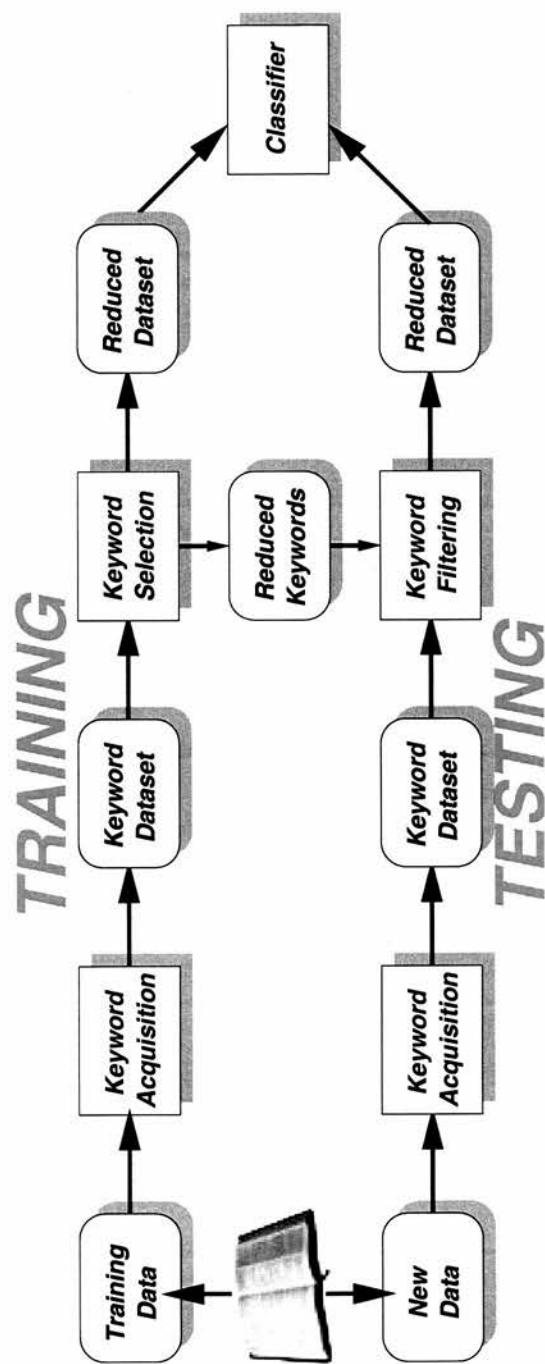 TRAINING
Training
Data
Keyword
Acquisition
Keyword
Dataset
Keyword
Selection
Reduced
Dataset
Reduced
Keywords
Classifier
New
Data
Keyword
Acquisition
Keyword
Dataset
Keyword
Filtering
Reduced
Dataset
TESTING